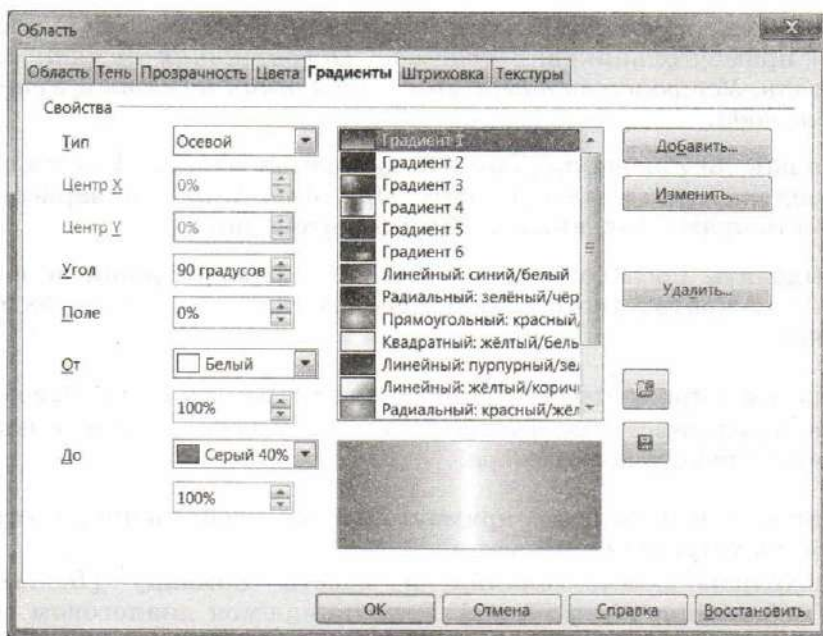 Область
Область Тень Прозрачность Цвета Градиенты Штриховка Текстуры
Свойства
Тип
Осевой
Центр X
0%
Центр Y
0%
Угол
90 градусов
Поле
0%
От
Белый
100%
До
Серый 40%
100%
Градиент 1
Градиент 2
Градиент 3
Градиент 4
Градиент 5
Градиент 6
Линейный: синий/белый
Радиальный: зелёный/чёр
Прямоугольный: красный/
Квадратный: жёлтый/белы
Линейный: пурпурный/зел
Линейный: жёлтый/коричн
Радиальный: красный/жёл
Добавить...
Изменить...
Удалить...
OK Отмена Справка Восстановить